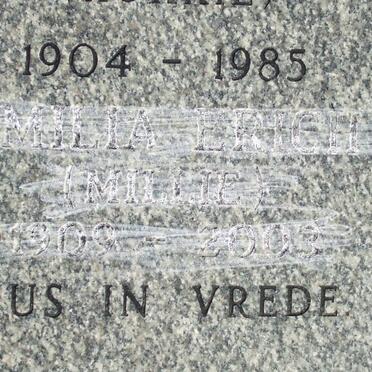 1904 - 1985
MILIA ERICH
(MILLIE)
1909 - 2003
US IN VREDE.